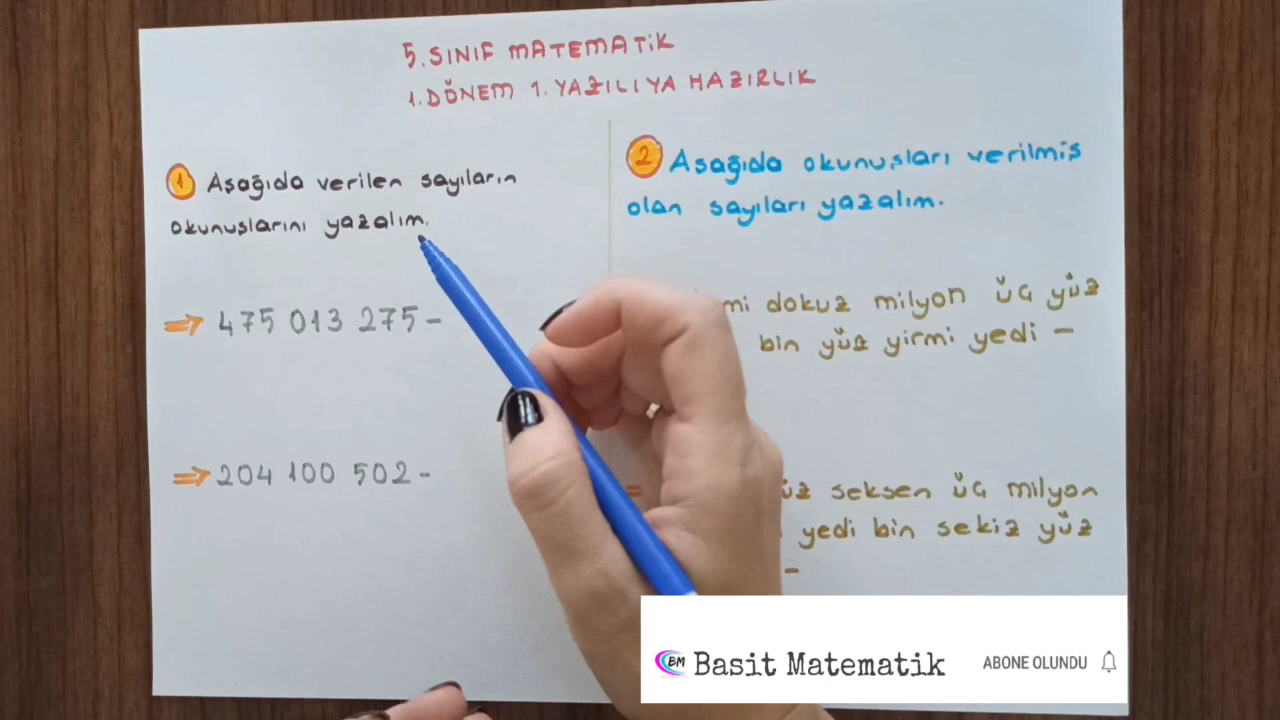 5. SINIF MATEMATİK
1. DÖNEM 1. YAZILIYA HAZIRLIK
1 Aşağıda verilen sayıların
okunuşlarını yazalım.
⇒ 475 013 275 -
⇒ 204 100 502 -
2 Aşağıda okunuşları verilmiş
olan sayıları yazalım.
dokuz milyon üç yüz
bin yüz yirmi yedi -
seksen üç milyon
yedi bin sekiz yüz
-
BM Basit Matematik ABONE OLUNDU